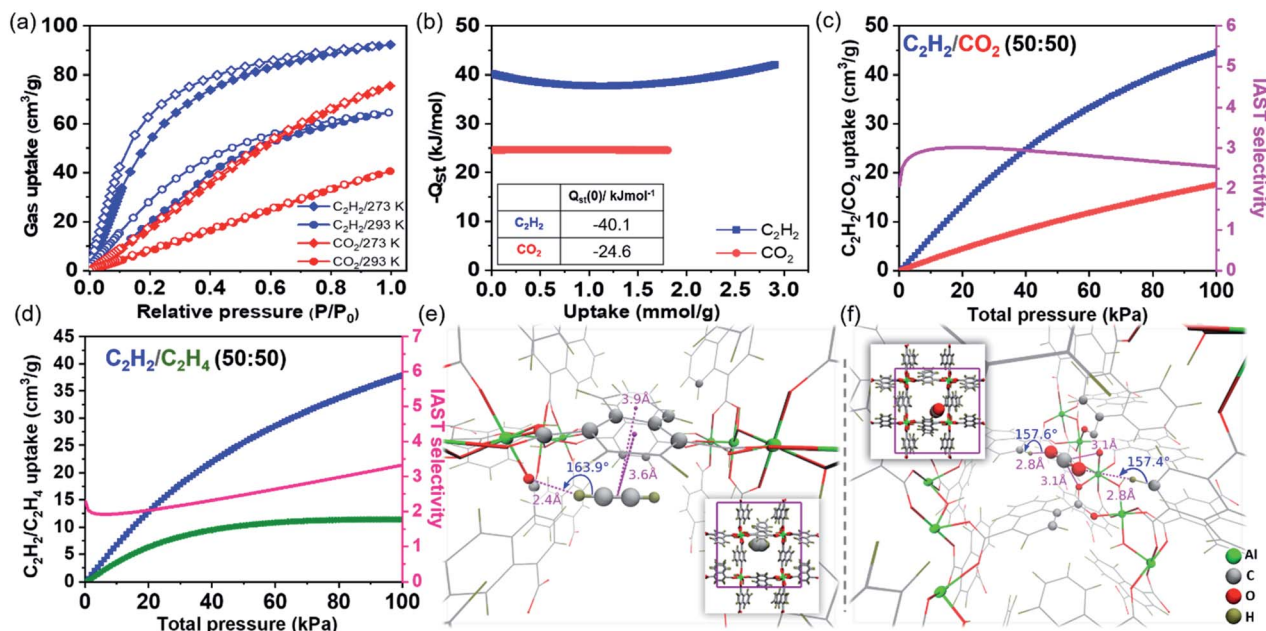 (a)
100
80
60
40
20
0
Gas uptake (cm³/g)
C₂H₂/273 K
C₂H₂/293 K
CO₂/273 K
CO₂/293 K
0.0 0.2 0.4 0.6 0.8 1.0
Relative pressure (P/P₀)
(b)
50
40
30
20
10
0
-Qst (kJ/mol)
Qst(0)/ kJmol⁻¹
C₂H₂ -40.1
CO₂ -24.6
C₂H₂
CO₂
0.0 0.5 1.0 1.5 2.0 2.5 3.0
Uptake (mmol/g)
(c)
50
40
30
20
10
0
C₂H₂/CO₂ uptake (cm³/g)
C₂H₂/CO₂ (50:50)
6
5
4
3
2
1
0
IAST selectivity
0 20 40 60 80 100
Total pressure (kPa)
(d)
45
40
35
30
25
20
15
10
5
0
C₂H₂/C₂H₄ uptake (cm³/g)
C₂H₂/C₂H₄ (50:50)
7
6
5
4
3
2
1
0
IAST selectivity
0 20 40 60 80 100
Total pressure (kPa)
(e)
3.9Å
163.9°
3.6Å
2.4Å
(f)
157.6°
3.1Å
157.4°
2.8Å
3.1Å
2.8Å
Al
C
O
H